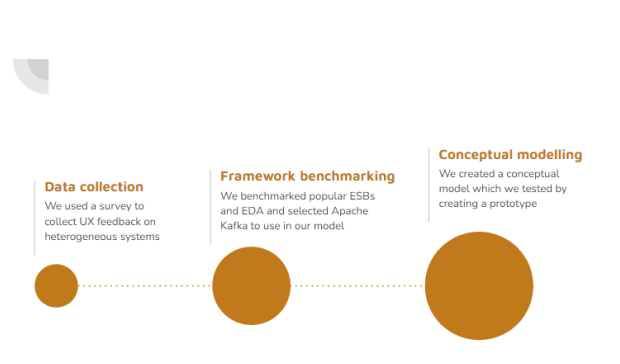 Data collection
We used a survey to
collect UX feedback on
heterogeneous systems
Framework benchmarking
We benchmarked popular ESBs
and EDA and selected Apache
Kafka to use in our model
Conceptual modelling
We created a conceptual
model which we tested by
creating a prototype